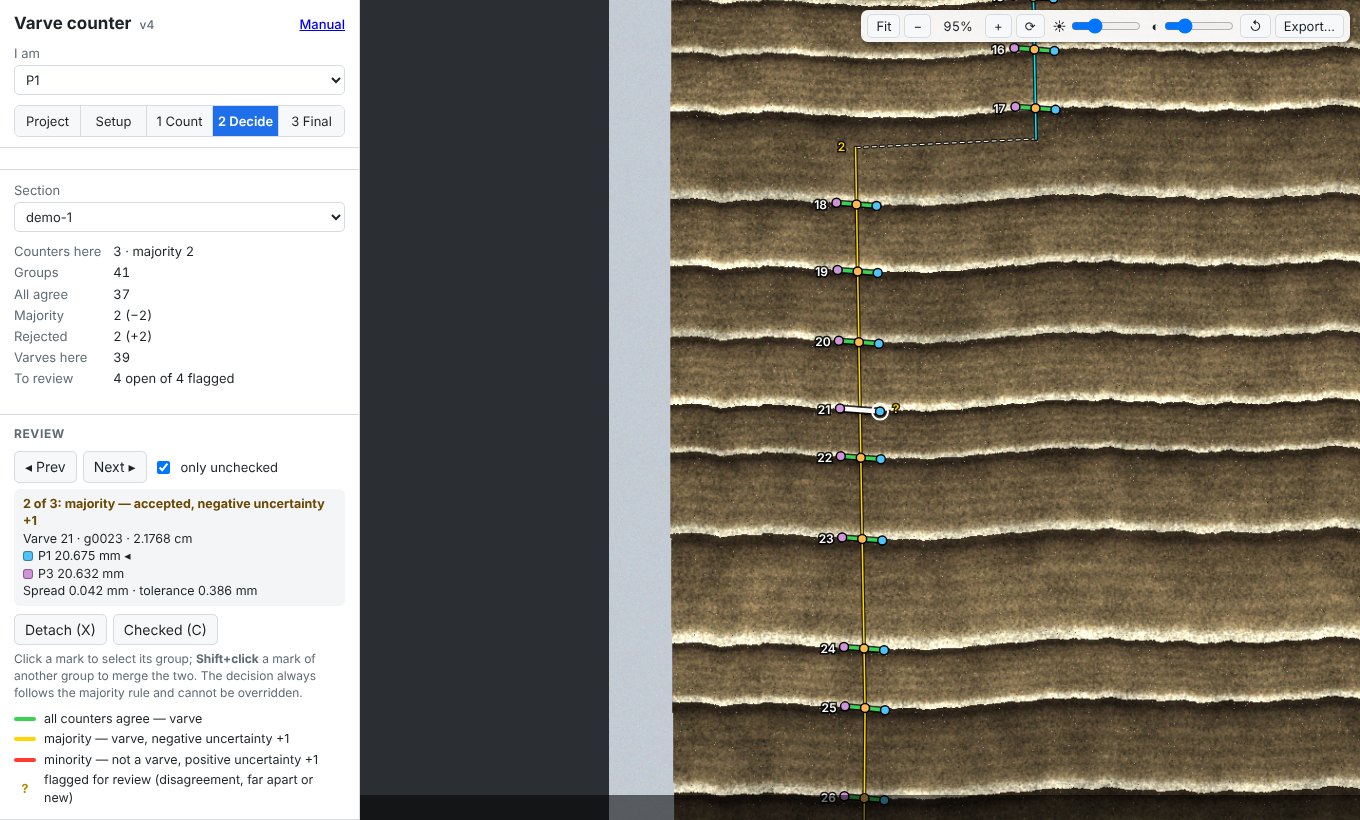 Varve counter v4 Manual
I am
P1
Project Setup 1 Count 2 Decide 3 Final
Section
demo-1
Counters here 3 · majority 2
Groups 41
All agree 37
Majority 2 (−2)
Rejected 2 (+2)
Varves here 39
To review 4 open of 4 flagged
REVIEW
◂ Prev Next ▸ only unchecked
2 of 3: majority — accepted, negative uncertainty
+1
Varve 21 · g0023 · 2.1768 cm
P1 20.675 mm ◂
P3 20.632 mm
Spread 0.042 mm · tolerance 0.386 mm
Detach (X) Checked (C)
Click a mark to select its group; Shift+click a mark of
another group to merge the two. The decision always
follows the majority rule and cannot be overridden.
all counters agree — varve
majority — varve, negative uncertainty +1
minority — not a varve, positive uncertainty +1
? flagged for review (disagreement, far apart or
new)
Fit − 95% + ⟳ ☀ ◖ ↺ Export...
16
17
2
18
19
20
21 ?
22
23
24
25
26